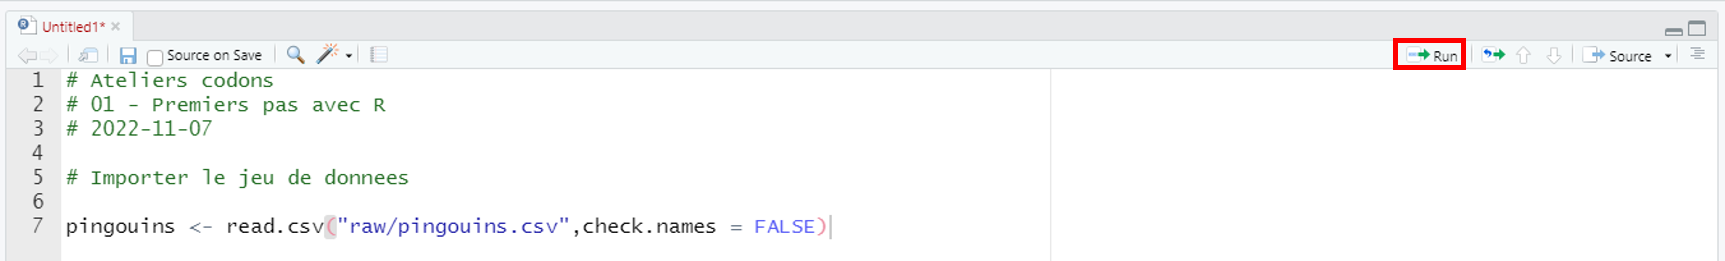 Untitled1*
Source on Save
Run
Source
1 # Ateliers codons
2 # 01 - Premiers pas avec R
3 # 2022-11-07
4
5 # Importer le jeu de donnees
6
7 pingouins <- read.csv("raw/pingouins.csv",check.names = FALSE)